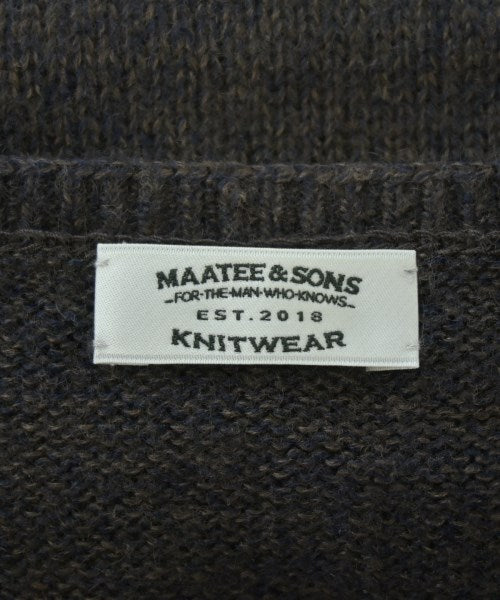 MAATEE & SONS
-FOR-THE-MAN-WHO-KNOWS-
EST. 2018
KNITWEAR